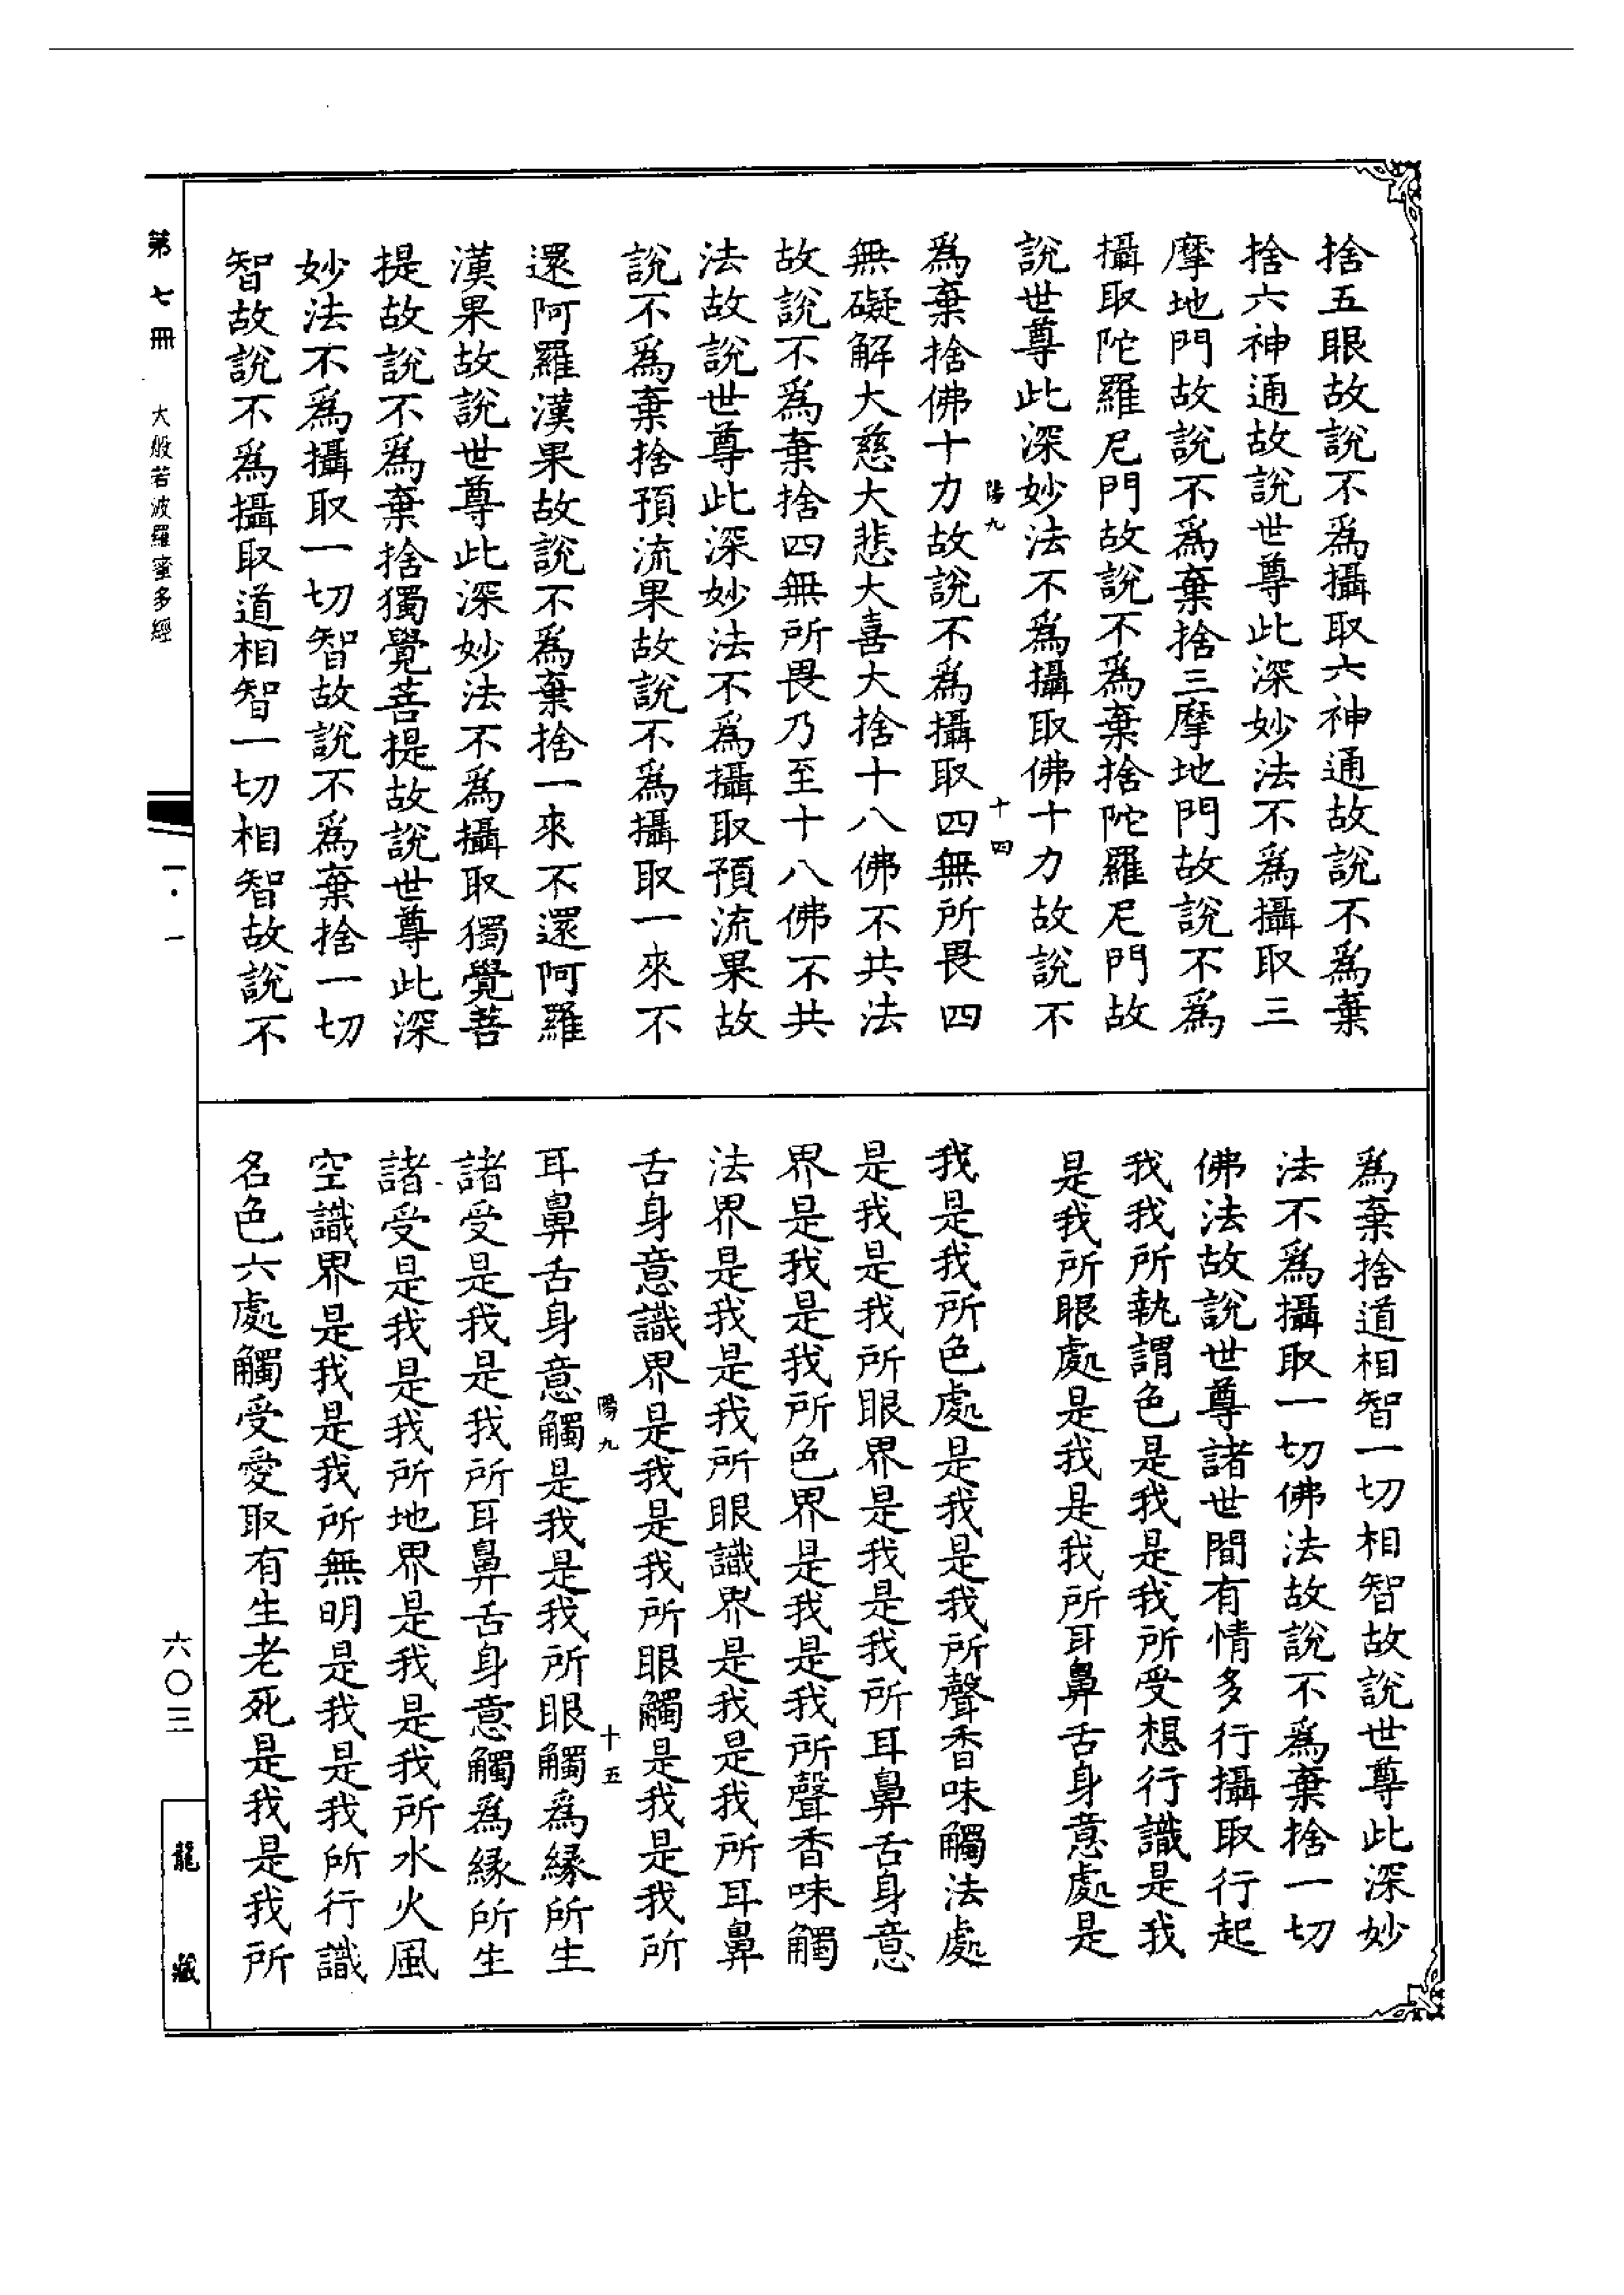 捨五眼故說不爲攝取六神通故說不爲棄
捨六神通故說世尊此深妙法不爲攝取三
摩地門故說不爲棄捨三摩地門故說不爲
攝取陀羅尼門故說不爲棄捨陀羅尼門故
說世尊此深妙法不爲攝取佛十力故說不
陽九 十四
爲棄捨佛十力故說不爲攝取四無所畏四
無礙解大慈大悲大喜大捨十八佛不共法
故說不爲棄捨四無所畏乃至十八佛不共
法故說世尊此深妙法不爲攝取預流果故
說不爲棄捨預流果故說不爲攝取一來不
還阿羅漢果故說不爲棄捨一來不還阿羅
漢果故說世尊此深妙法不爲攝取獨覺菩
提故說不爲棄捨獨覺菩提故說世尊此深
妙法不爲攝取一切智故說不爲棄捨一切
智故說不爲攝取道相智一切相智故說不
爲棄捨道相智一切相智故說世尊此深妙
法不爲攝取一切佛法故說不爲棄捨一切
佛法故說世尊諸世間有情多行攝取行起
我我所執謂色是我是我所受想行識是我
是我所眼處是我是我所耳鼻舌身意處是
我是我所色處是我是我所聲香味觸法處
是我是我所眼界是我是我所耳鼻舌身意
界是我是我所色界是我是我所聲香味觸
法界是我是我所眼識界是我是我所耳鼻
舌身意識界是我是我所眼觸是我是我所
陽九 十五
耳鼻舌身意觸是我是我所眼觸爲緣所生
諸受是我是我所耳鼻舌身意觸爲緣所生
諸受是我是我所地界是我是我所水火風
空識界是我是我所無明是我是我所行識
名色六處觸受愛取有生老死是我是我所
第七冊 大般若波羅蜜多經
一·一
六〇三
龍藏